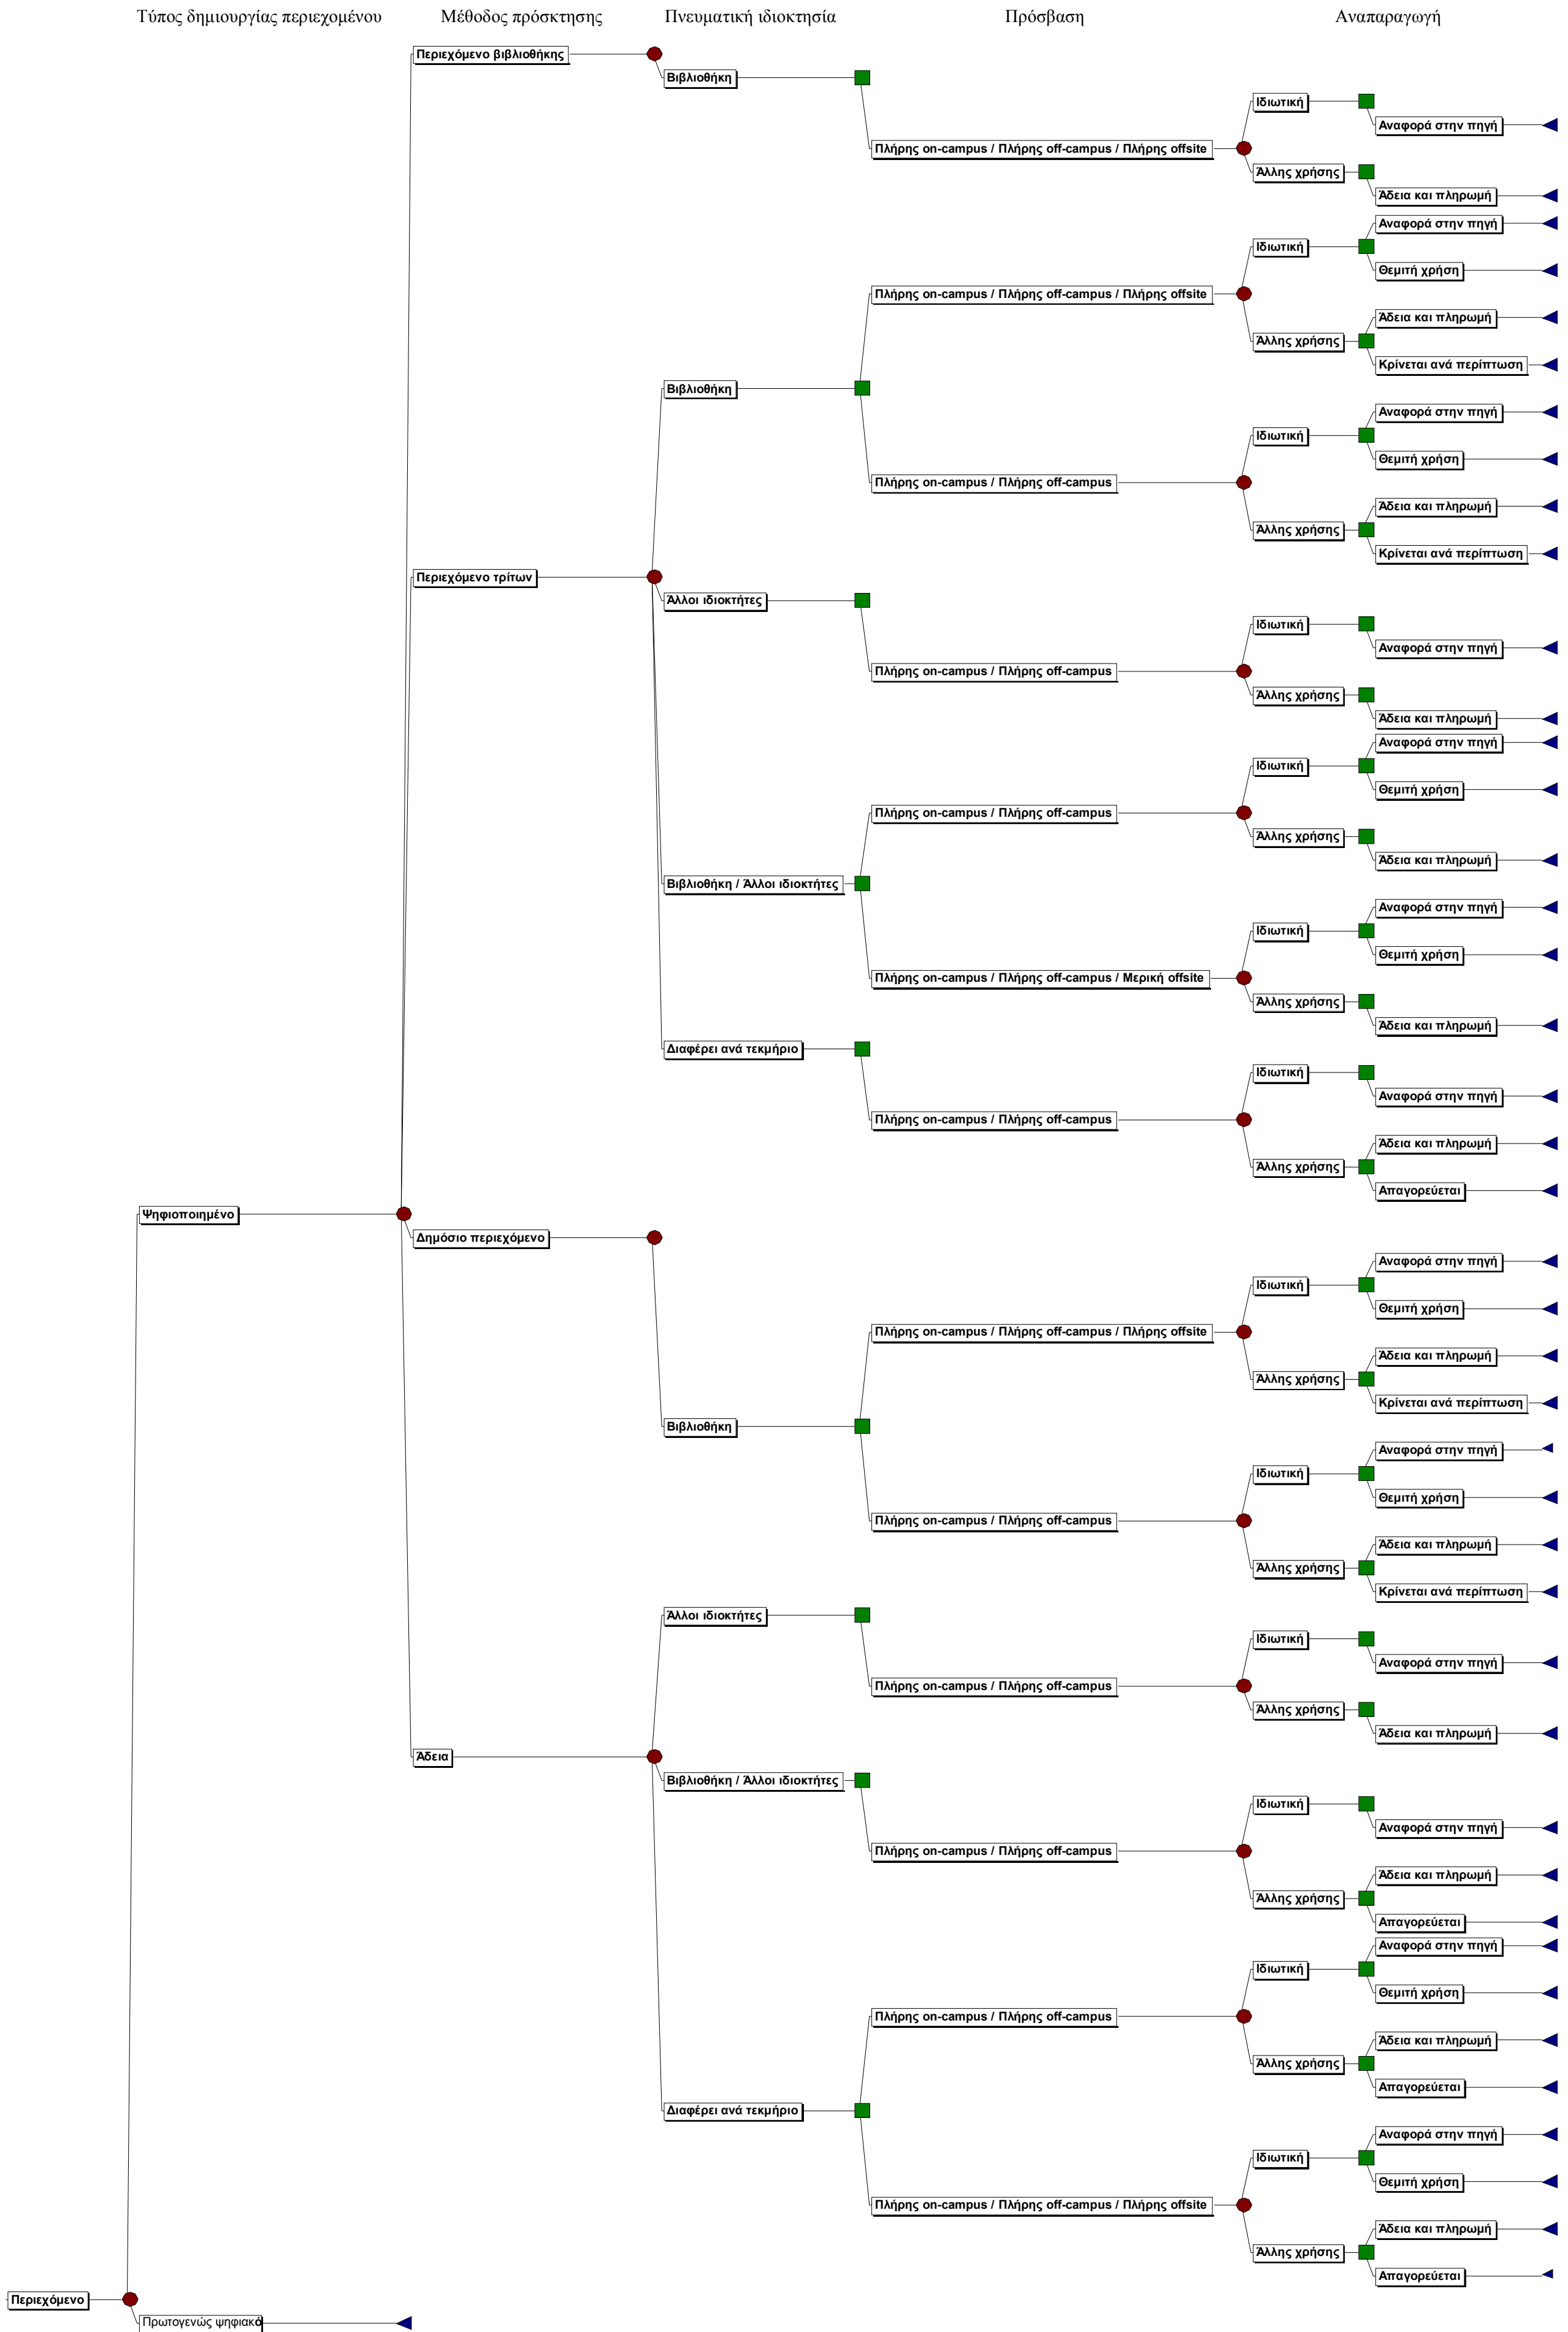 Τύπος δημιουργίας περιεχομένου Μέθοδος πρόσκτησης Πνευματική ιδιοκτησία Πρόσβαση Αναπαραγωγή
Περιεχόμενο βιβλιοθήκης
Βιβλιοθήκη
Ιδιωτική
Αναφορά στην πηγή
Πλήρης on-campus / Πλήρης off-campus / Πλήρης offsite
Άλλης χρήσης
Άδεια και πληρωμή
Αναφορά στην πηγή
Ιδιωτική
Θεμιτή χρήση
Πλήρης on-campus / Πλήρης off-campus / Πλήρης offsite
Άδεια και πληρωμή
Άλλης χρήσης
Κρίνεται ανά περίπτωση
Βιβλιοθήκη
Αναφορά στην πηγή
Ιδιωτική
Θεμιτή χρήση
Πλήρης on-campus / Πλήρης off-campus
Άδεια και πληρωμή
Άλλης χρήσης
Κρίνεται ανά περίπτωση
Περιεχόμενο τρίτων
Άλλοι ιδιοκτήτες
Ιδιωτική
Αναφορά στην πηγή
Πλήρης on-campus / Πλήρης off-campus
Άλλης χρήσης
Άδεια και πληρωμή
Αναφορά στην πηγή
Ιδιωτική
Θεμιτή χρήση
Πλήρης on-campus / Πλήρης off-campus
Άλλης χρήσης
Άδεια και πληρωμή
Βιβλιοθήκη / Άλλοι ιδιοκτήτες
Αναφορά στην πηγή
Ιδιωτική
Θεμιτή χρήση
Πλήρης on-campus / Πλήρης off-campus / Μερική offsite
Άλλης χρήσης
Άδεια και πληρωμή
Διαφέρει ανά τεκμήριο
Ιδιωτική
Αναφορά στην πηγή
Πλήρης on-campus / Πλήρης off-campus
Άδεια και πληρωμή
Άλλης χρήσης
Απαγορεύεται
Ψηφιοποιημένο
Δημόσιο περιεχόμενο
Αναφορά στην πηγή
Ιδιωτική
Θεμιτή χρήση
Πλήρης on-campus / Πλήρης off-campus / Πλήρης offsite
Άδεια και πληρωμή
Άλλης χρήσης
Κρίνεται ανά περίπτωση
Βιβλιοθήκη
Αναφορά στην πηγή
Ιδιωτική
Θεμιτή χρήση
Πλήρης on-campus / Πλήρης off-campus
Άδεια και πληρωμή
Άλλης χρήσης
Κρίνεται ανά περίπτωση
Άλλοι ιδιοκτήτες
Ιδιωτική
Αναφορά στην πηγή
Πλήρης on-campus / Πλήρης off-campus
Άλλης χρήσης
Άδεια και πληρωμή
Άδεια
Βιβλιοθήκη / Άλλοι ιδιοκτήτες
Ιδιωτική
Αναφορά στην πηγή
Πλήρης on-campus / Πλήρης off-campus
Άδεια και πληρωμή
Άλλης χρήσης
Απαγορεύεται
Αναφορά στην πηγή
Ιδιωτική
Θεμιτή χρήση
Πλήρης on-campus / Πλήρης off-campus
Άδεια και πληρωμή
Άλλης χρήσης
Απαγορεύεται
Διαφέρει ανά τεκμήριο
Αναφορά στην πηγή
Ιδιωτική
Θεμιτή χρήση
Πλήρης on-campus / Πλήρης off-campus / Πλήρης offsite
Άδεια και πληρωμή
Άλλης χρήσης
Απαγορεύεται
Περιεχόμενο
Πρωτογενώς ψηφιακό